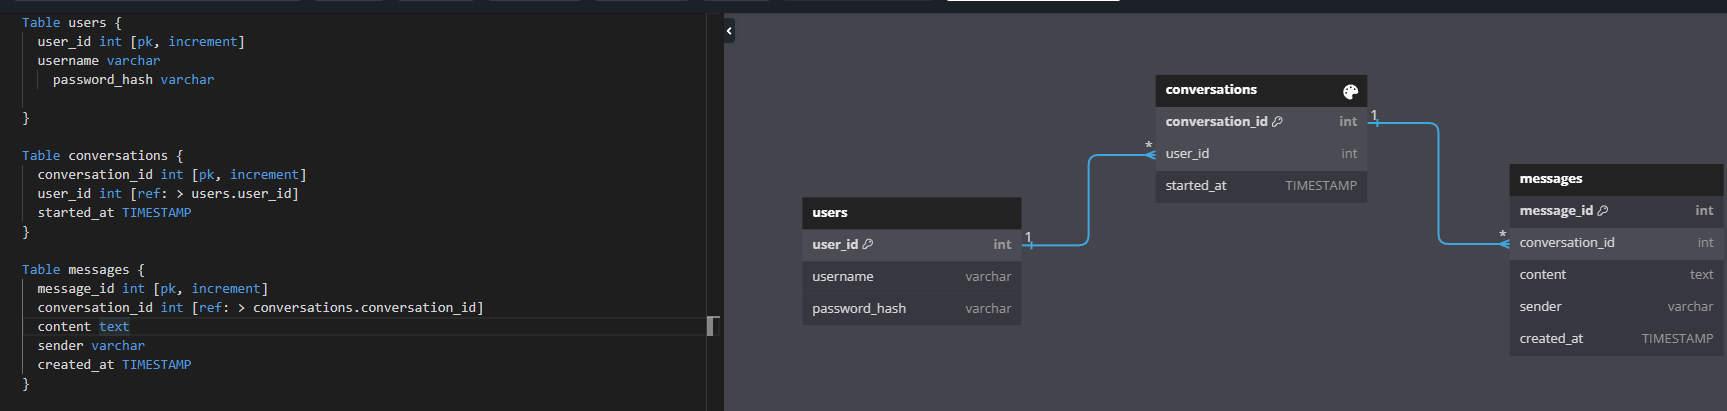 Table users {
user_id int [pk, increment]
username varchar
password_hash varchar
}
Table conversations {
conversation_id int [pk, increment]
user_id int [ref: > users.user_id]
started_at TIMESTAMP
}
Table messages {
message_id int [pk, increment]
conversation_id int [ref: > conversations.conversation_id]
content text
sender varchar
created_at TIMESTAMP
}
users
user_id int
username varchar
password_hash varchar
1
*
conversations
conversation_id int
user_id int
started_at TIMESTAMP
1
*
messages
message_id int
conversation_id int
content text
sender varchar
created_at TIMESTAMP